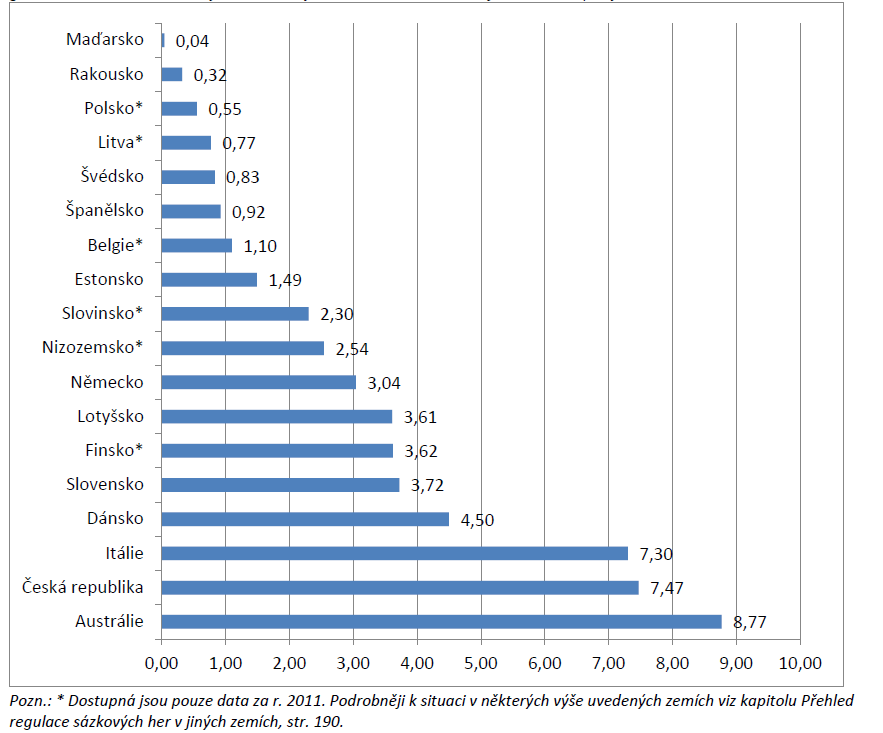 Maďarsko 0,04
Rakousko 0,32
Polsko* 0,55
Litva* 0,77
Švédsko 0,83
Španělsko 0,92
Belgie* 1,10
Estonsko 1,49
Slovinsko* 2,30
Nizozemsko* 2,54
Německo 3,04
Lotyšsko 3,61
Finsko* 3,62
Slovensko 3,72
Dánsko 4,50
Itálie 7,30
Česká republika 7,47
Austrálie 8,77
0,00 1,00 2,00 3,00 4,00 5,00 6,00 7,00 8,00 9,00 10,00
Pozn.: * Dostupná jsou pouze data za r. 2011. Podrobněji k situaci v některých výše uvedených zemích viz kapitolu Přehled
regulace sázkových her v jiných zemích, str. 190.